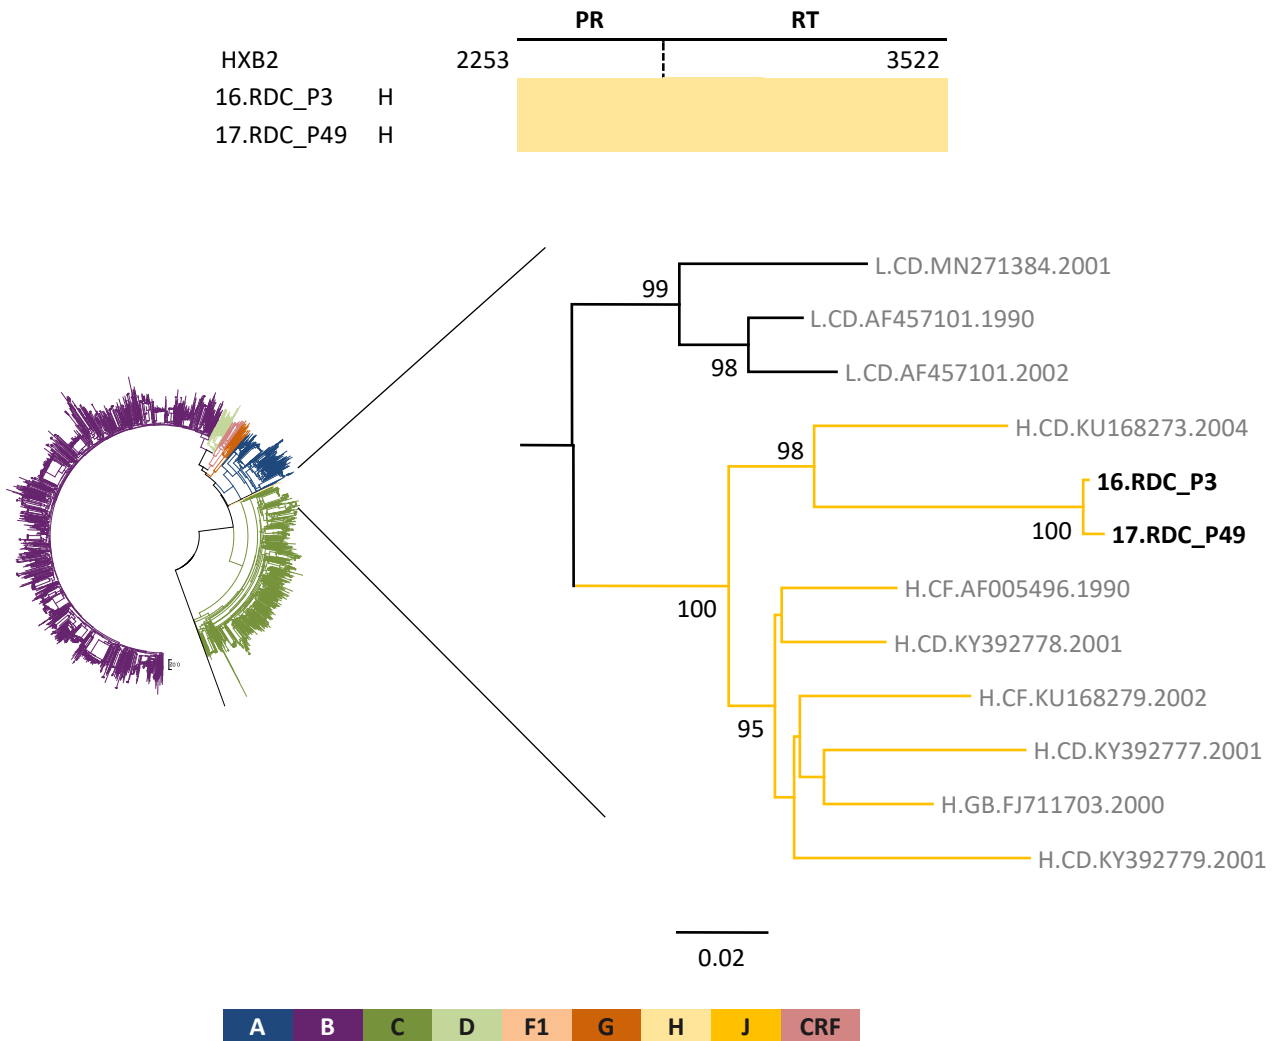 PR RT
HXB2 2253 3522
16.RDC_P3 H
17.RDC_P49 H
L.CD.MN271384.2001
99
L.CD.AF457101.1990
98
L.CD.AF457101.2002
H.CD.KU168273.2004
98
16.RDC_P3
100
17.RDC_P49
H.CF.AF005496.1990
100
H.CD.KY392778.2001
H.CF.KU168279.2002
95
H.CD.KY392777.2001
H.GB.FJ711703.2000
H.CD.KY392779.2001
0.02
A B C D F1 G H J CRF